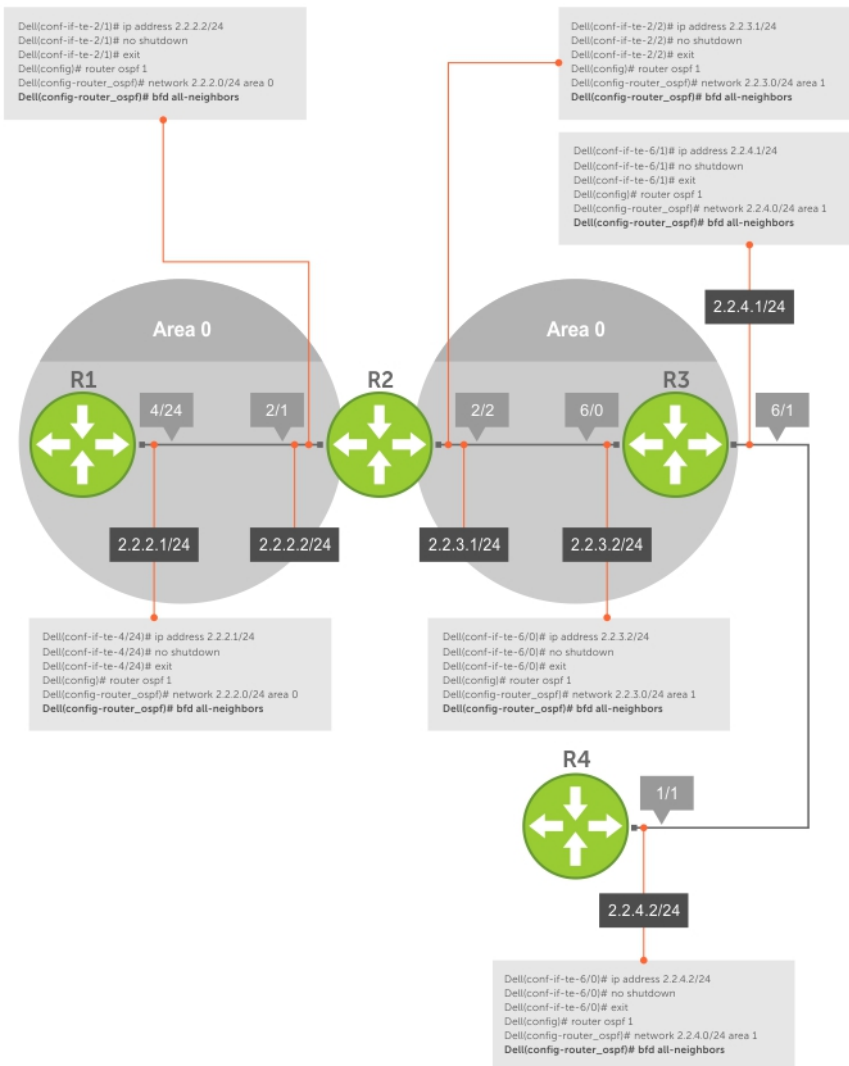 Dell(conf-if-te-2/1)# ip address 2.2.2.2/24
Dell(conf-if-te-2/1)# no shutdown
Dell(conf-if-te-2/1)# exit
Dell(config)# router ospf 1
Dell(config-router_ospf)# network 2.2.2.0/24 area 0
Dell(config-router_ospf)# bfd all-neighbors
Dell(conf-if-te-2/2)# ip address 2.2.3.1/24
Dell(conf-if-te-2/2)# no shutdown
Dell(conf-if-te-2/2)# exit
Dell(config)# router ospf 1
Dell(config-router_ospf)# network 2.2.3.0/24 area 1
Dell(config-router_ospf)# bfd all-neighbors
Dell(conf-if-te-6/1)# ip address 2.2.4.1/24
Dell(conf-if-te-6/1)# no shutdown
Dell(conf-if-te-6/1)# exit
Dell(config)# router ospf 1
Dell(config-router_ospf)# network 2.2.4.0/24 area 1
Dell(config-router_ospf)# bfd all-neighbors
2.2.4.1/24
Area 0
Area 0
R1
R2
R3
4/24
2/1
2/2
6/0
6/1
2.2.2.1/24
2.2.2.2/24
2.2.3.1/24
2.2.3.2/24
Dell(conf-if-te-4/24)# ip address 2.2.2.1/24
Dell(conf-if-te-4/24)# no shutdown
Dell(conf-if-te-4/24)# exit
Dell(config)# router ospf 1
Dell(config-router_ospf)# network 2.2.2.0/24 area 0
Dell(config-router_ospf)# bfd all-neighbors
Dell(conf-if-te-6/0)# ip address 2.2.3.2/24
Dell(conf-if-te-6/0)# no shutdown
Dell(conf-if-te-6/0)# exit
Dell(config)# router ospf 1
Dell(config-router_ospf)# network 2.2.3.0/24 area 1
Dell(config-router_ospf)# bfd all-neighbors
R4
1/1
2.2.4.2/24
Dell(conf-if-te-6/0)# ip address 2.2.4.2/24
Dell(conf-if-te-6/0)# no shutdown
Dell(conf-if-te-6/0)# exit
Dell(config)# router ospf 1
Dell(config-router_ospf)# network 2.2.4.0/24 area 1
Dell(config-router_ospf)# bfd all-neighbors